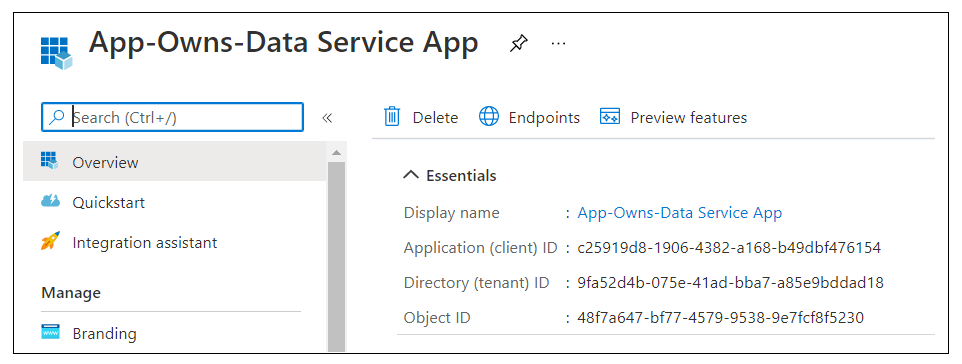 App-Owns-Data Service App
Search (Ctrl+/)
Overview
Quickstart
Integration assistant
Manage
Branding
Delete Endpoints Preview features
Essentials
Display name : App-Owns-Data Service App
Application (client) ID : c25919d8-1906-4382-a168-b49dbf476154
Directory (tenant) ID : 9fa52d4b-075e-41ad-bba7-a85e9bddad18
Object ID : 48f7a647-bf77-4579-9538-9e7fcf8f5230